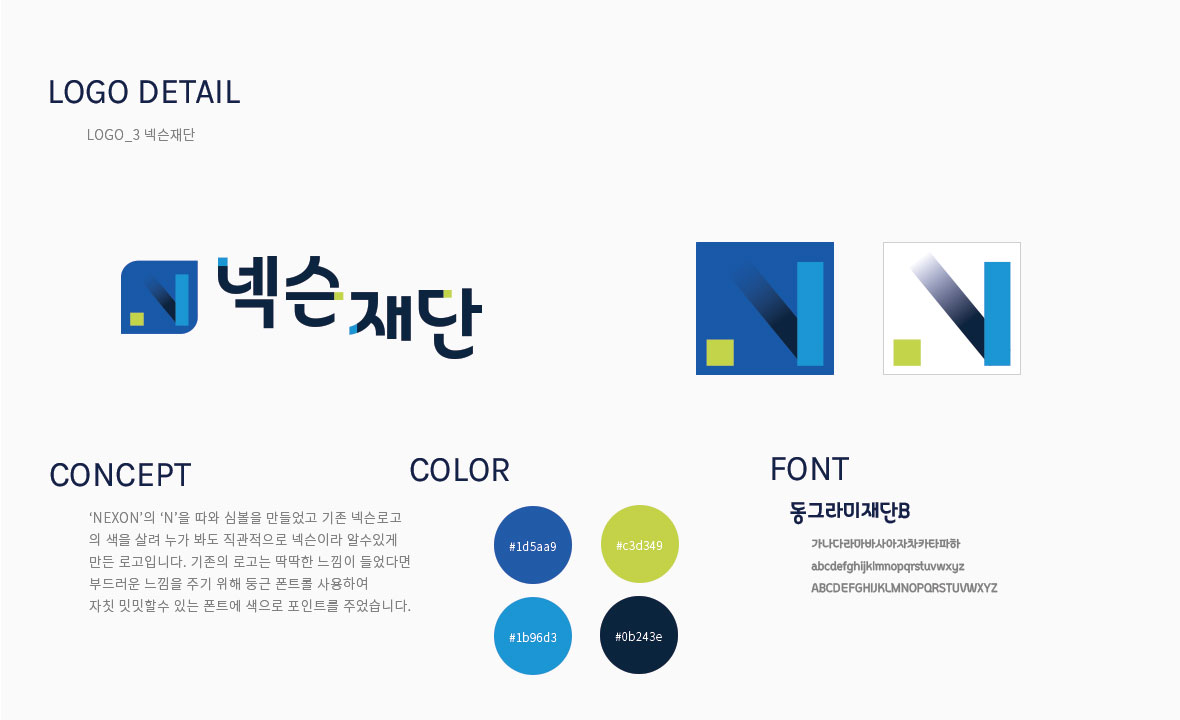 LOGO DETAIL
LOGO_3 넥슨재단
넥슨재단
CONCEPT
‘NEXON’의 ‘N’을 따와 심볼을 만들었고 기존 넥슨로고
의 색을 살려 누가 봐도 직관적으로 넥슨이라 알수있게
만든 로고입니다. 기존의 로고는 딱딱한 느낌이 들었다면
부드러운 느낌을 주기 위해 둥근 폰트롤 사용하여
자칫 밋밋할수 있는 폰트에 색으로 포인트를 주었습니다.
COLOR
#1d5aa9
#c3d349
#1b96d3
#0b243e
FONT
동그라미재단B
가나다라마바사아자차카타파하
abcdefghijklmnopqrstuvwxyz
ABCDEFGHIJKLMNOPQRSTUVWXYZ